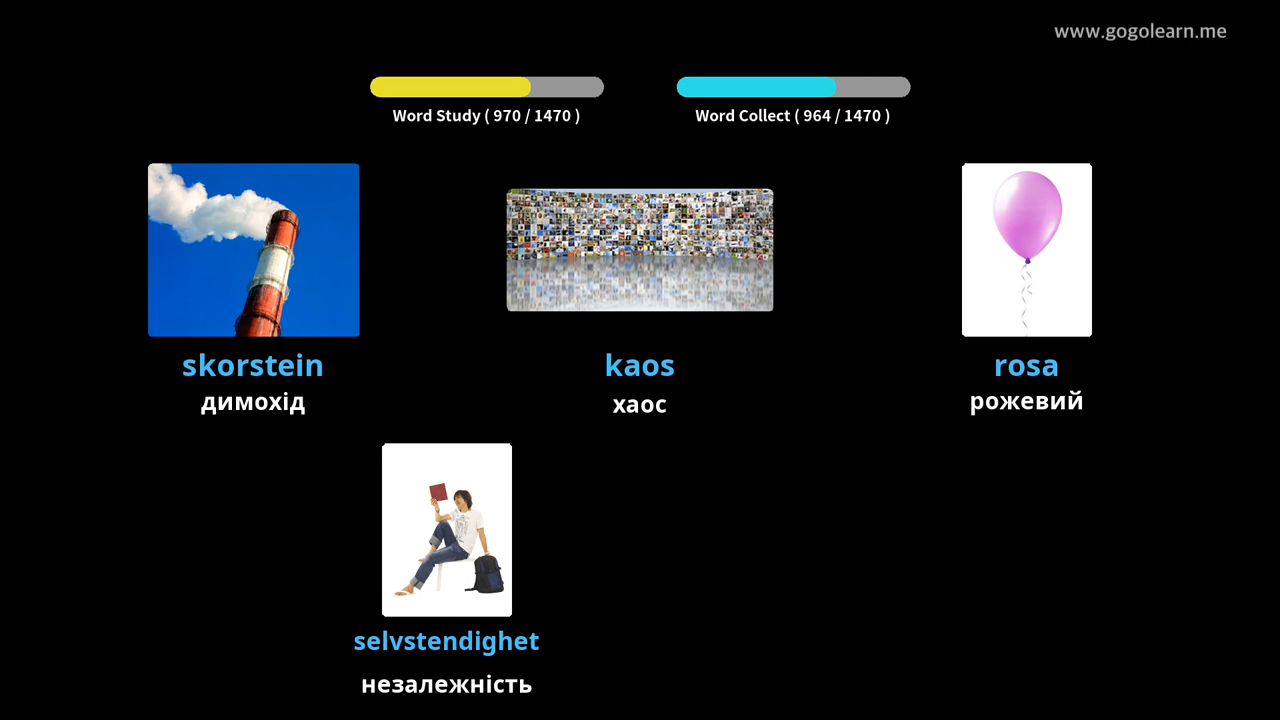 www.gogolearn.me
Word Study ( 970 / 1470 )
Word Collect ( 964 / 1470 )
skorstein
димохід
kaos
хаос
rosa
рожевий
selvstendighet
незалежність